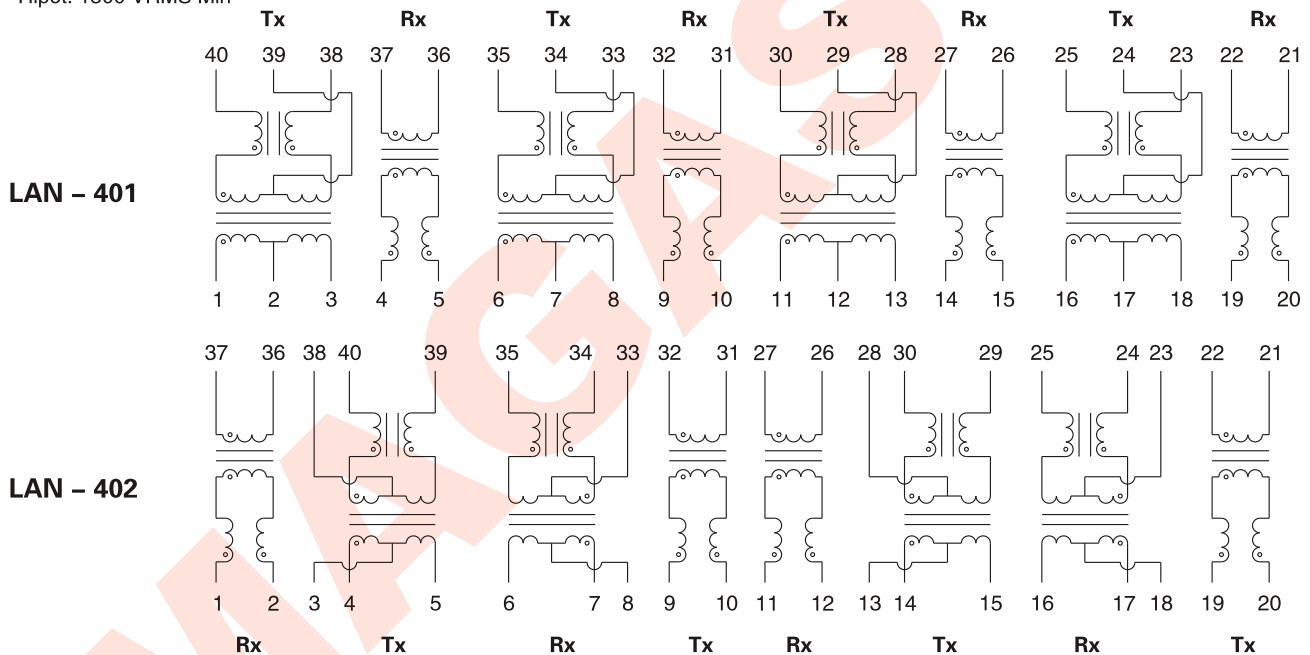 Hipot: 1500 VRMS Min
Tx Rx Tx Rx Tx Rx Tx Rx
40 39 38 37 36 35 34 33 32 31 30 29 28 27 26 25 24 23 22 21
LAN – 401
1 2 3 4 5 6 7 8 9 10 11 12 13 14 15 16 17 18 19 20
37 36 38 40 39 35 34 33 32 31 27 26 28 30 29 25 24 23 22 21
LAN – 402
1 2 3 4 5 6 7 8 9 10 11 12 13 14 15 16 17 18 19 20
Rx Tx Rx Tx Rx Tx Rx Tx